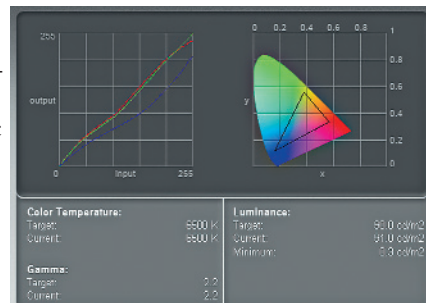 255
output
0
input
255
0 0.2 0.4 0.6 0.8
1
0.8
0.6
0.4
0.2
0
y
x
Color Temperature:
Target: 6500 K
Current: 6500 K
Gamma:
Target: 2.2
Current: 2.2
Luminance:
Target: cd/m2
Current: 91.0 cd/m2
Minimum: 0.3 cd/m2